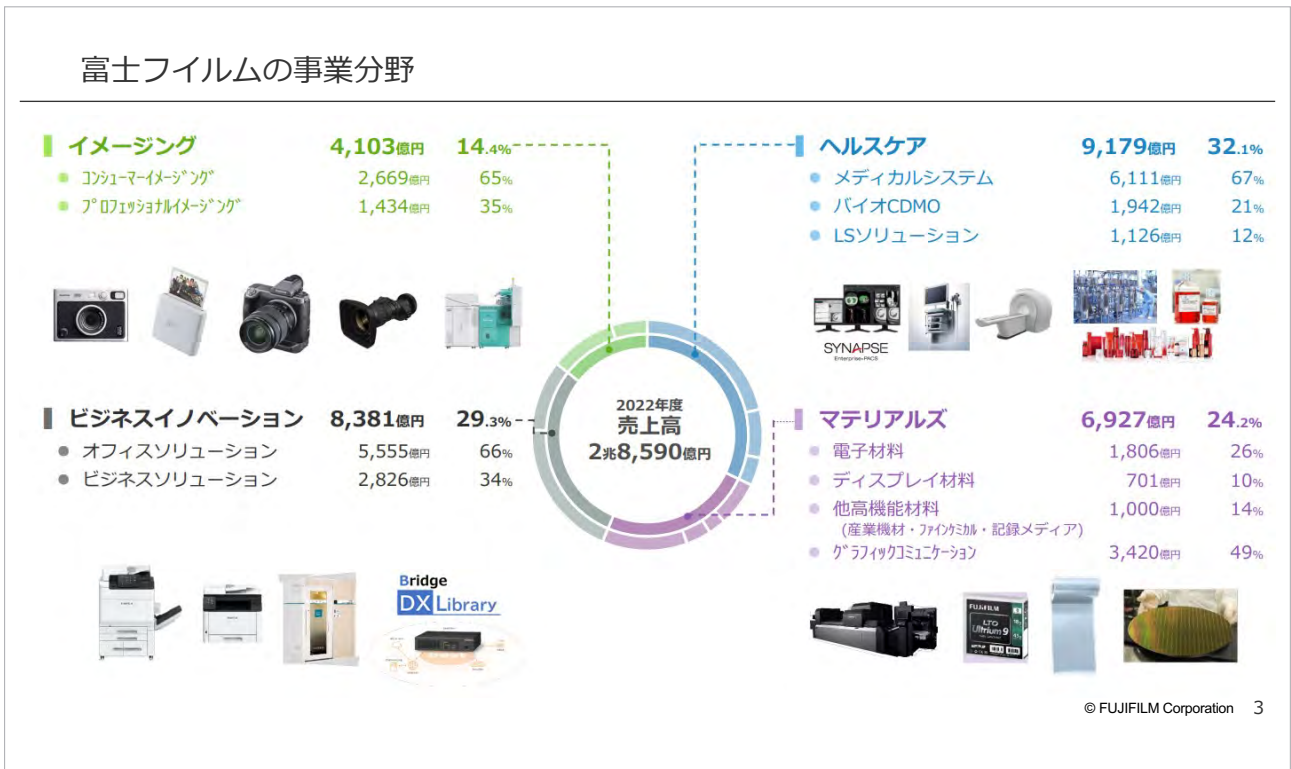 富士フイルムの事業分野
イメージング 4,103億円 14.4%
コンシューマーイメージング 2,669億円 65%
プロフェッショナルイメージング 1,434億円 35%
ヘルスケア 9,179億円 32.1%
メディカルシステム 6,111億円 67%
バイオCDMO 1,942億円 21%
LSソリューション 1,126億円 12%
SYNAPSE
Enterprise-PACS
ビジネスイノベーション 8,381億円 29.3%
オフィスソリューション 5,555億円 66%
ビジネスソリューション 2,826億円 34%
2022年度
売上高
2兆8,590億円
マテリアルズ 6,927億円 24.2%
電子材料 1,806億円 26%
ディスプレイ材料 701億円 10%
他高機能材料 1,000億円 14%
(産業機材・ファインケミカル・記録メディア)
グラフィックコミュニケーション 3,420億円 49%
Bridge
DX Library
FUJIFILM
LTO
Ultrium 9
© FUJIFILM Corporation 3